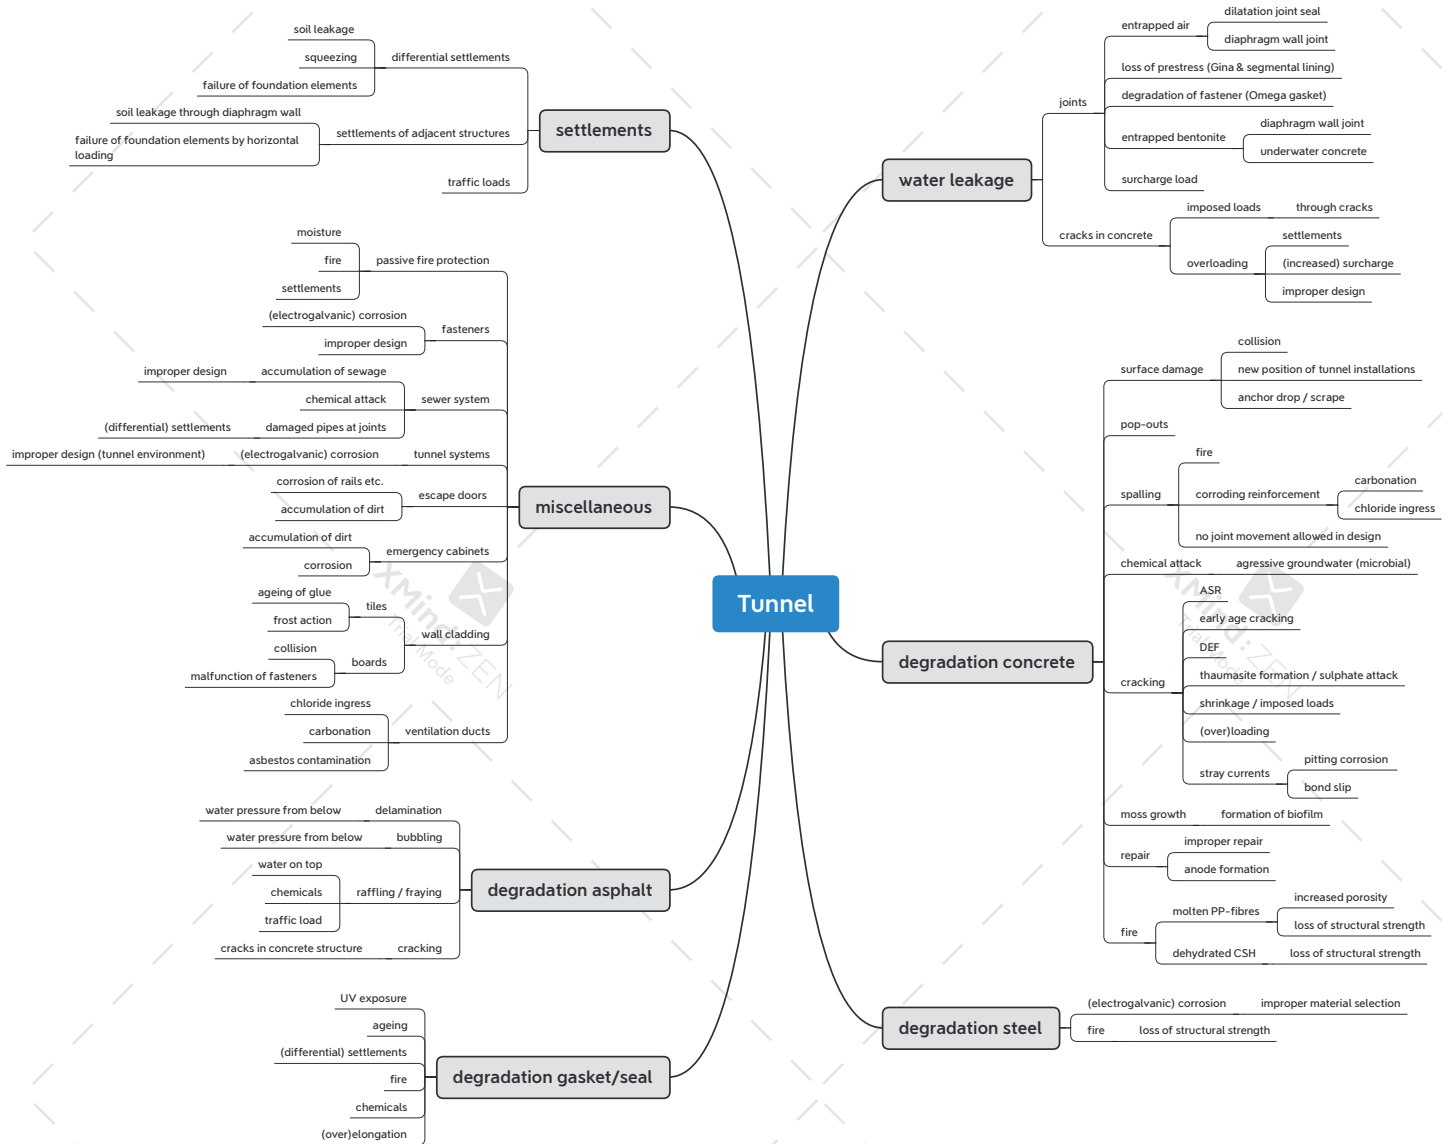 Tunnel
water leakage
joints
entrapped air
dilatation joint seal
diaphragm wall joint
loss of prestress (Gina & segmental lining)
degradation of fastener (Omega gasket)
entrapped bentonite
diaphragm wall joint
underwater concrete
surcharge load
cracks in concrete
imposed loads
through cracks
overloading
settlements
(increased) surcharge
improper design
degradation concrete
surface damage
collision
new position of tunnel installations
anchor drop / scrape
pop-outs
spalling
fire
corroding reinforcement
carbonation
chloride ingress
no joint movement allowed in design
chemical attack
agressive groundwater (microbial)
cracking
ASR
early age cracking
DEF
thaumasite formation / sulphate attack
shrinkage / imposed loads
(over)loading
stray currents
pitting corrosion
bond slip
moss growth
formation of biofilm
repair
improper repair
anode formation
fire
molten PP-fibres
increased porosity
loss of structural strength
dehydrated CSH
loss of structural strength
degradation steel
(electrogalvanic) corrosion
improper material selection
fire
loss of structural strength
settlements
differential settlements
soil leakage
squeezing
failure of foundation elements
settlements of adjacent structures
soil leakage through diaphragm wall
failure of foundation elements by horizontal
loading
traffic loads
miscellaneous
passive fire protection
moisture
fire
settlements
fasteners
(electrogalvanic) corrosion
improper design
sewer system
accumulation of sewage
improper design
chemical attack
damaged pipes at joints
(differential) settlements
tunnel systems
(electrogalvanic) corrosion
improper design (tunnel environment)
escape doors
corrosion of rails etc.
accumulation of dirt
emergency cabinets
accumulation of dirt
corrosion
wall cladding
tiles
ageing of glue
frost action
boards
collision
malfunction of fasteners
ventilation ducts
chloride ingress
carbonation
asbestos contamination
degradation asphalt
delamination
water pressure from below
bubbling
water pressure from below
raffling / fraying
water on top
chemicals
traffic load
cracking
cracks in concrete structure
degradation gasket/seal
UV exposure
ageing
(differential) settlements
fire
chemicals
(over)elongation
XMind: ZEN
Trial Mode
XMind: ZEN
Trial Mode